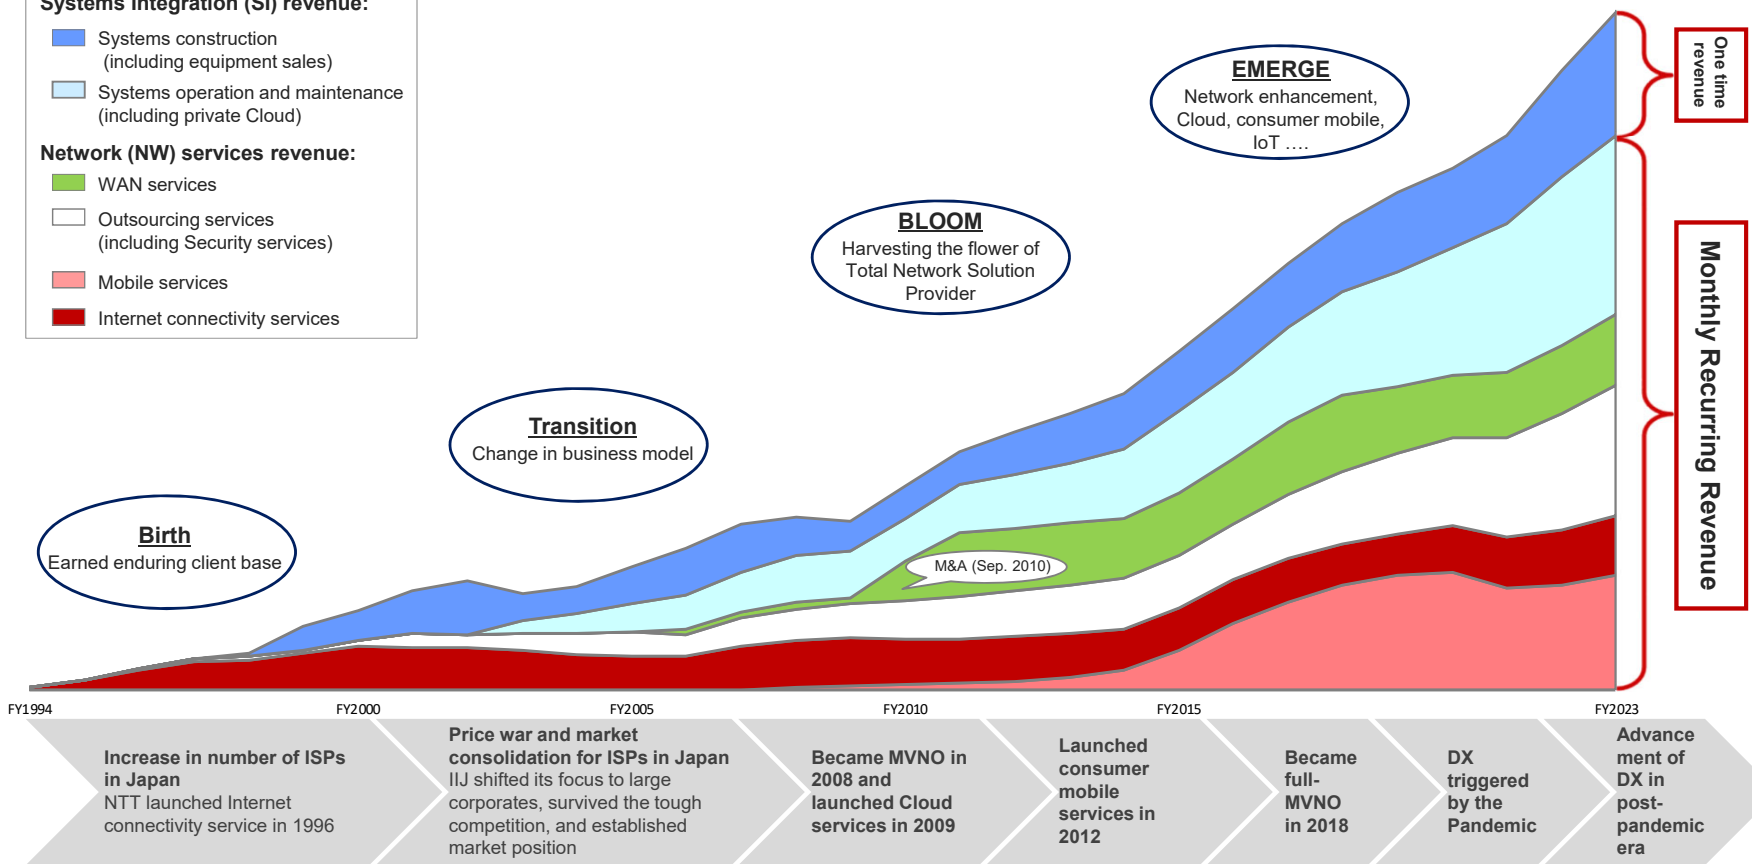 Systems Integration (SI) revenue:
Systems construction
(including equipment sales)
Systems operation and maintenance
(including private Cloud)
Network (NW) services revenue:
WAN services
Outsourcing services
(including Security services)
Mobile services
Internet connectivity services
Birth
Earned enduring client base
Transition
Change in business model
BLOOM
Harvesting the flower of
Total Network Solution
Provider
EMERGE
Network enhancement,
Cloud, consumer mobile,
IoT ….
M&A (Sep. 2010)
One time
revenue
Monthly Recurring Revenue
FY1994
FY2000
FY2005
FY2010
FY2015
FY2023
Increase in number of ISPs
in Japan
NTT launched Internet
connectivity service in 1996
Price war and market
consolidation for ISPs in Japan
IIJ shifted its focus to large
corporates, survived the tough
competition, and established
market position
Became MVNO in
2008 and
launched Cloud
services in 2009
Launched
consumer
mobile
services in
2012
Became
full-
MVNO
in 2018
DX
triggered
by the
Pandemic
Advance
ment of
DX in
post-
pandemic
era